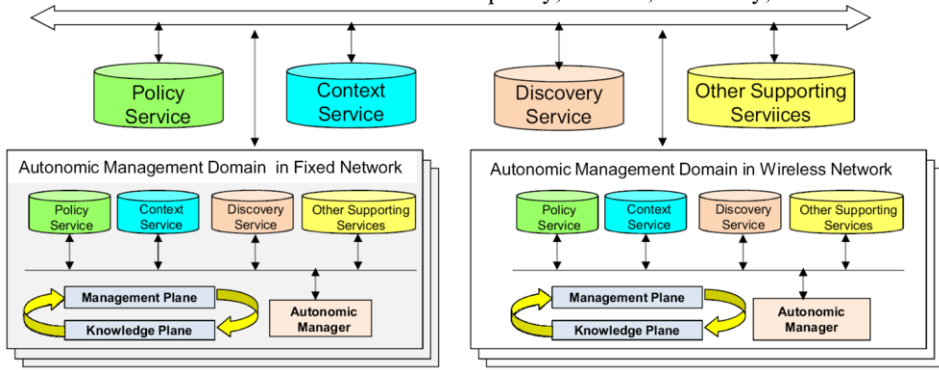 Policy
Service
Context
Service
Discovery
Service
Other Supporting
Serviices
Autonomic Management Domain in Fixed Network
Policy
Service
Context
Service
Discovery
Service
Other Supporting
Services
Management Plane
Knowledge Plane
Autonomic
Manager
Autonomic Management Domain in Wireless Network
Policy
Service
Context
Service
Discovery
Service
Other Supporting
Services
Management Plane
Knowledge Plane
Autonomic
Manager